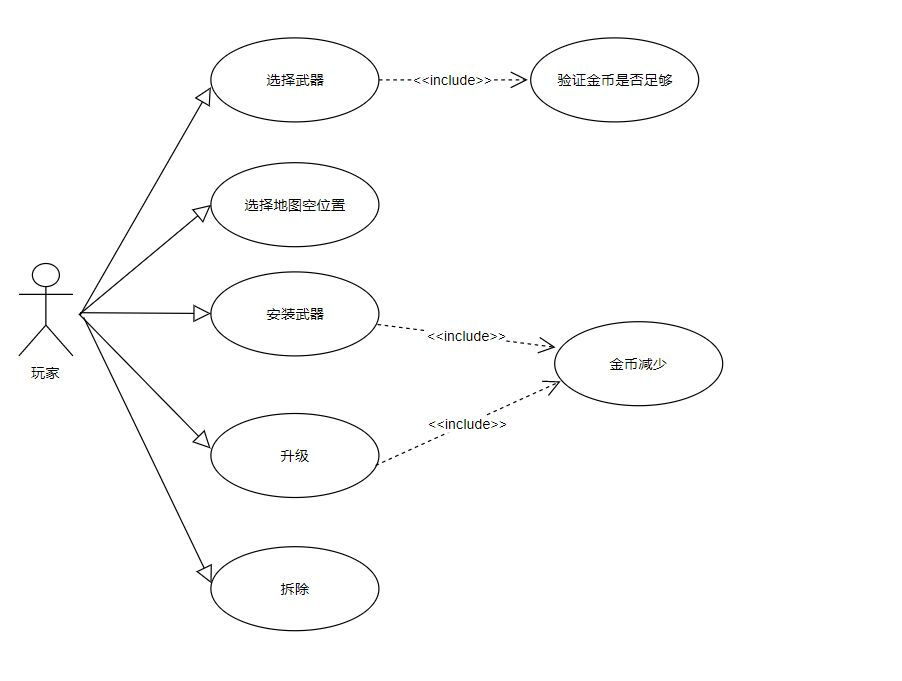 选择武器
<<include>>
验证金币是否足够
选择地图空位置
安装武器
<<include>>
金币减少
玩家
<<include>>
升级
拆除